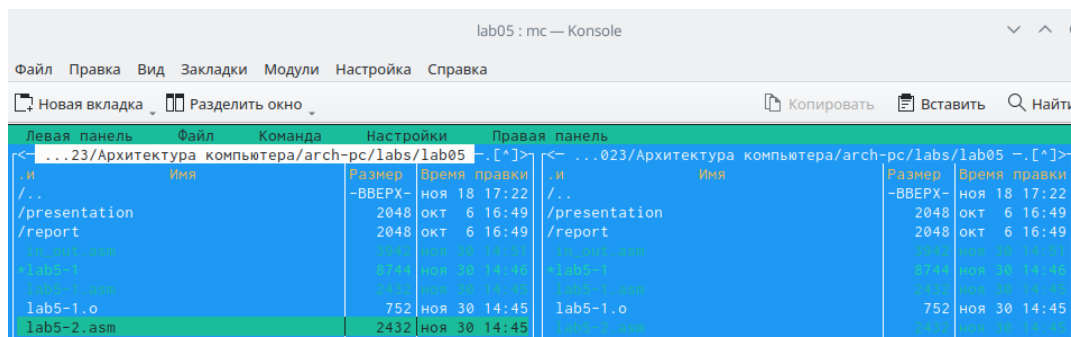 lab05 : mc — Konsole
Файл Правка Вид Закладки Модули Настройка Справка
Новая вкладка Разделить окно Копировать Вставить Найти
Левая панель Файл Команда Настройки Правая панель
<─ ...23/Архитектура компьютера/arch-pc/labs/lab05 ─.[^]> <─ ...023/Архитектура компьютера/arch-pc/labs/lab05 ─.[^]>
.и Имя Размер Время правки .и Имя Размер Время правки
/.. -ВВЕРХ- ноя 18 17:22 /.. -ВВЕРХ- ноя 18 17:22
/presentation 2048 окт 6 16:49 /presentation 2048 окт 6 16:49
/report 2048 окт 6 16:49 /report 2048 окт 6 16:49
in_out.asm 3942 ноя 30 14:51 in_out.asm 3942 ноя 30 14:51
*lab5-1 8744 ноя 30 14:46 *lab5-1 8744 ноя 30 14:46
lab5-1.asm 2432 ноя 30 14:45 lab5-1.asm 2432 ноя 30 14:45
lab5-1.o 752 ноя 30 14:45 lab5-1.o 752 ноя 30 14:45
lab5-2.asm 2432 ноя 30 14:45 lab5-2.asm 2432 ноя 30 14:45